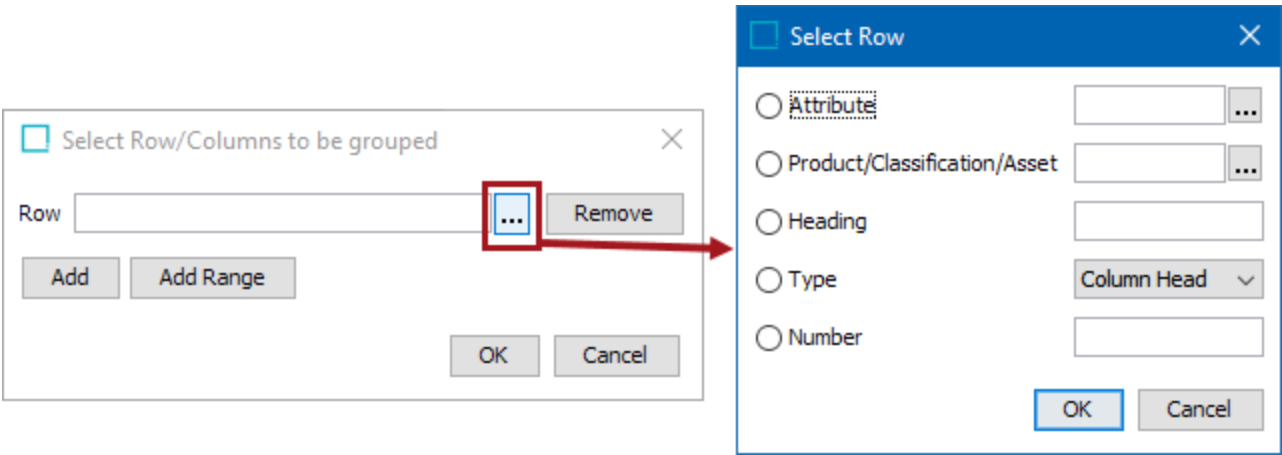 Select Row/Columns to be grouped
Row ... Remove
Add Add Range
OK Cancel
Select Row
Attribute ...
Product/Classification/Asset ...
Heading
Type Column Head
Number
OK Cancel